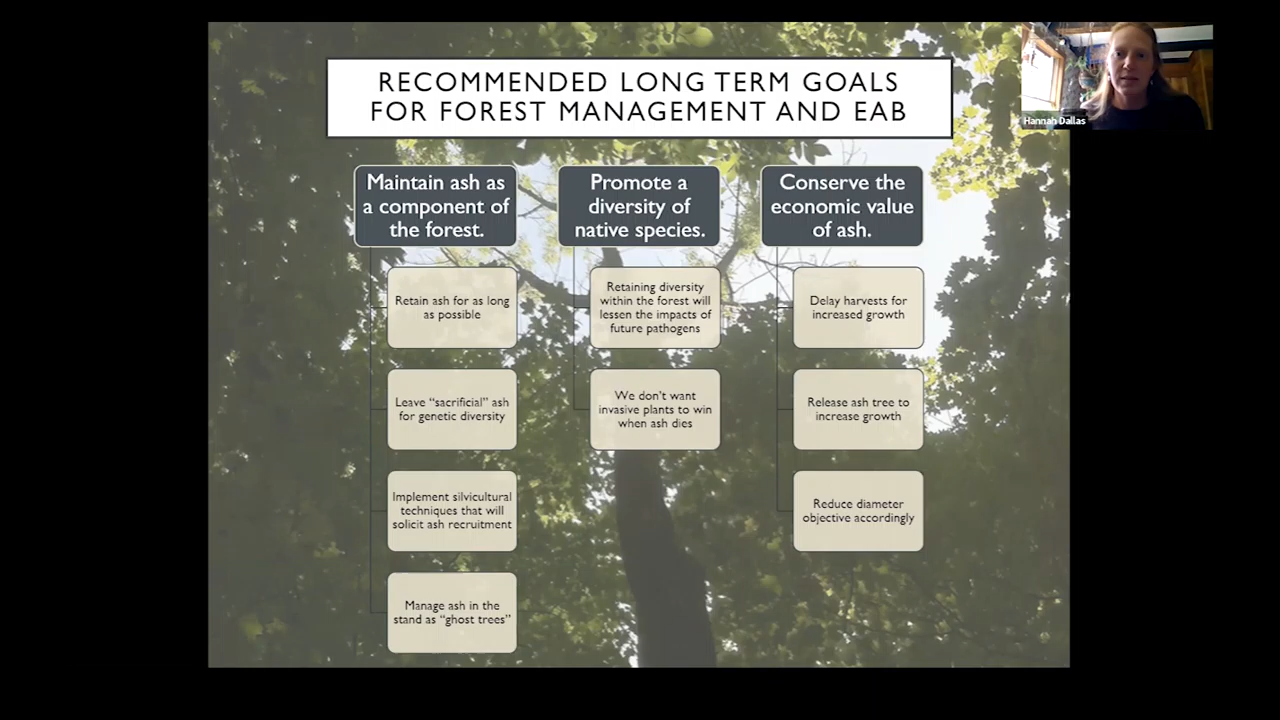 RECOMMENDED LONG TERM GOALS
FOR FOREST MANAGEMENT AND EAB
Hannah Dallas
Maintain ash as
a component of
the forest.
Retain ash for as long
as possible
Leave “sacrificial” ash
for genetic diversity
Implement silvicultural
techniques that will
solicit ash recruitment
Manage ash in the
stand as “ghost trees”
Promote a
diversity of
native species.
Retaining diversity
within the forest will
lessen the impacts of
future pathogens
We don’t want
invasive plants to win
when ash dies
Conserve the
economic value
of ash.
Delay harvests for
increased growth
Release ash tree to
increase growth
Reduce diameter
objective accordingly